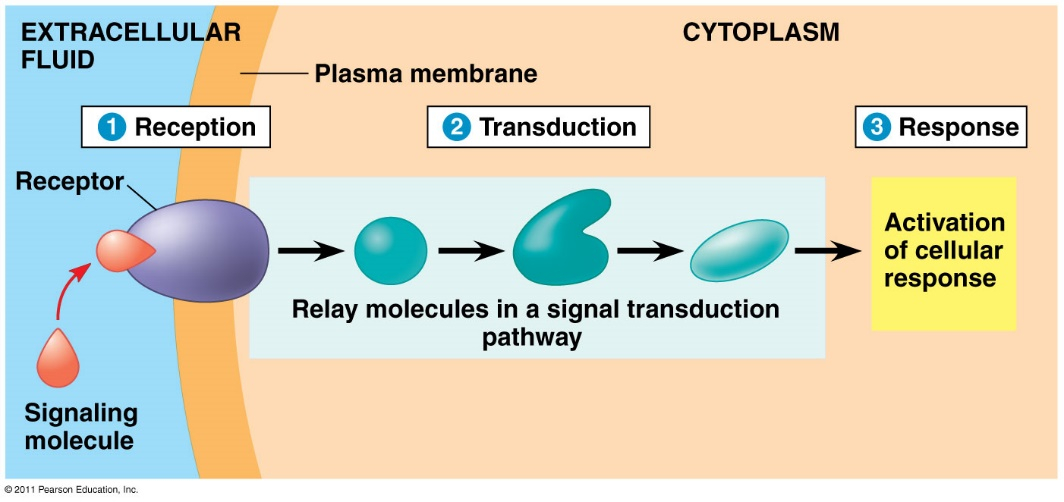 EXTRACELLULAR
FLUID
CYTOPLASM
Plasma membrane
1 Reception
2 Transduction
3 Response
Receptor
Activation
of cellular
response
Relay molecules in a signal transduction
pathway
Signaling
molecule
© 2011 Pearson Education, Inc.